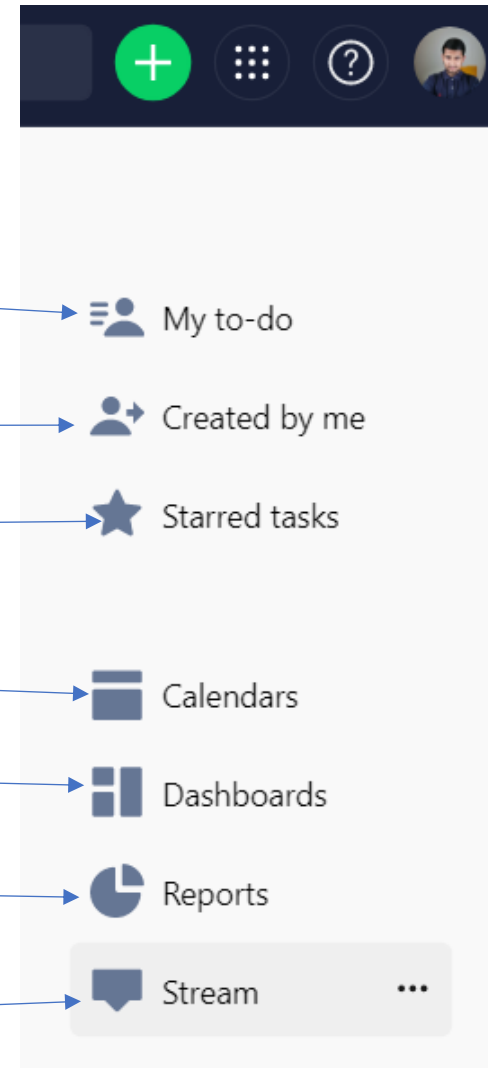 My to-do
Created by me
Starred tasks
Calendars
Dashboards
Reports
Stream